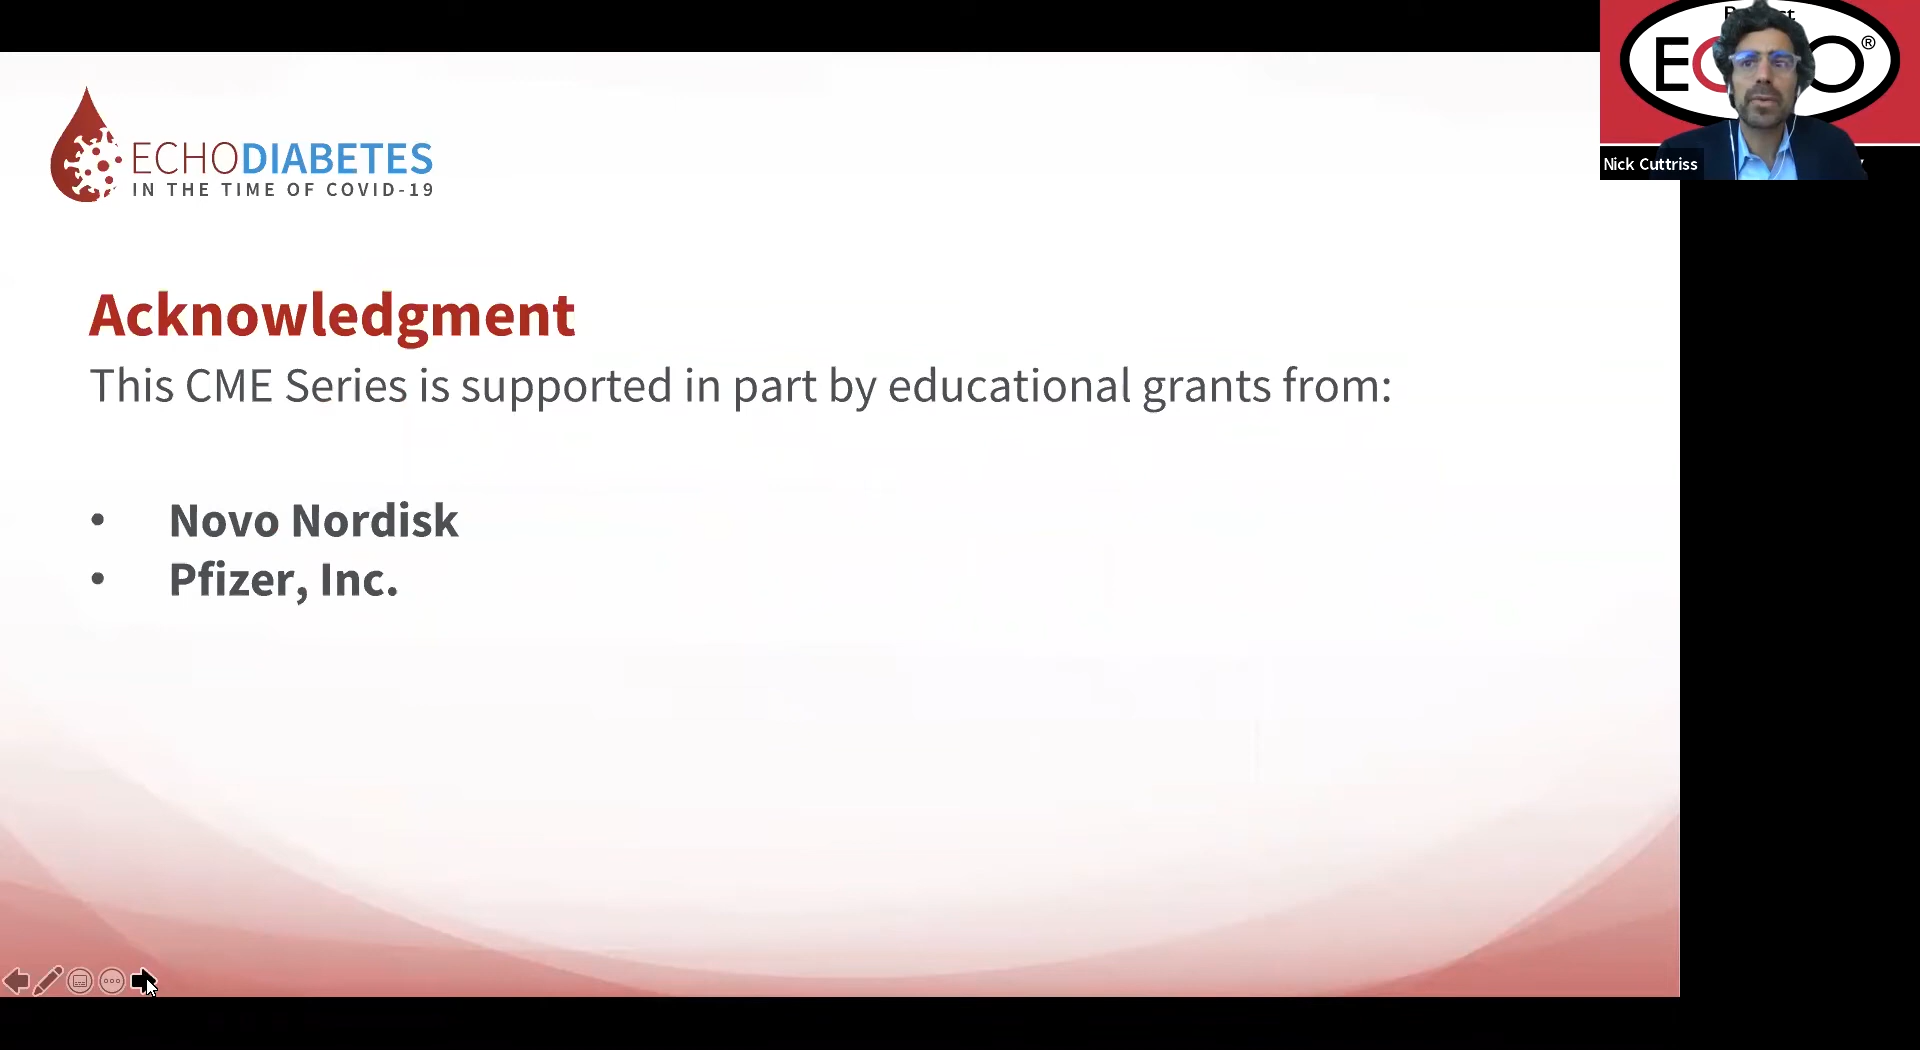 ECHODIABETES
IN THE TIME OF COVID-19
Acknowledgment
This CME Series is supported in part by educational grants from:
• Novo Nordisk
• Pfizer, Inc.
Nick Cuttriss